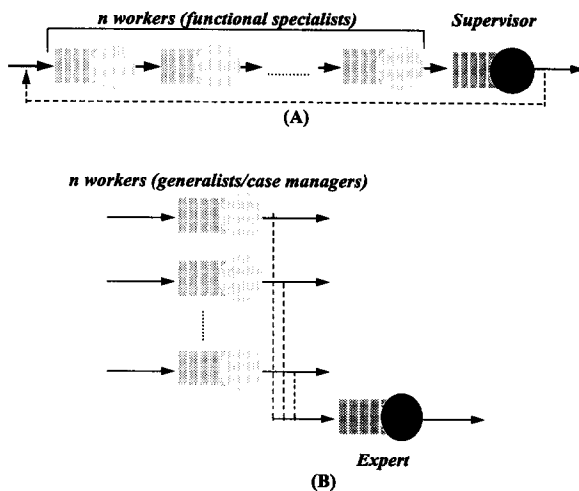 n workers (functional specialists)
Supervisor
(A)
n workers (generalists/case managers)
Expert
(B)